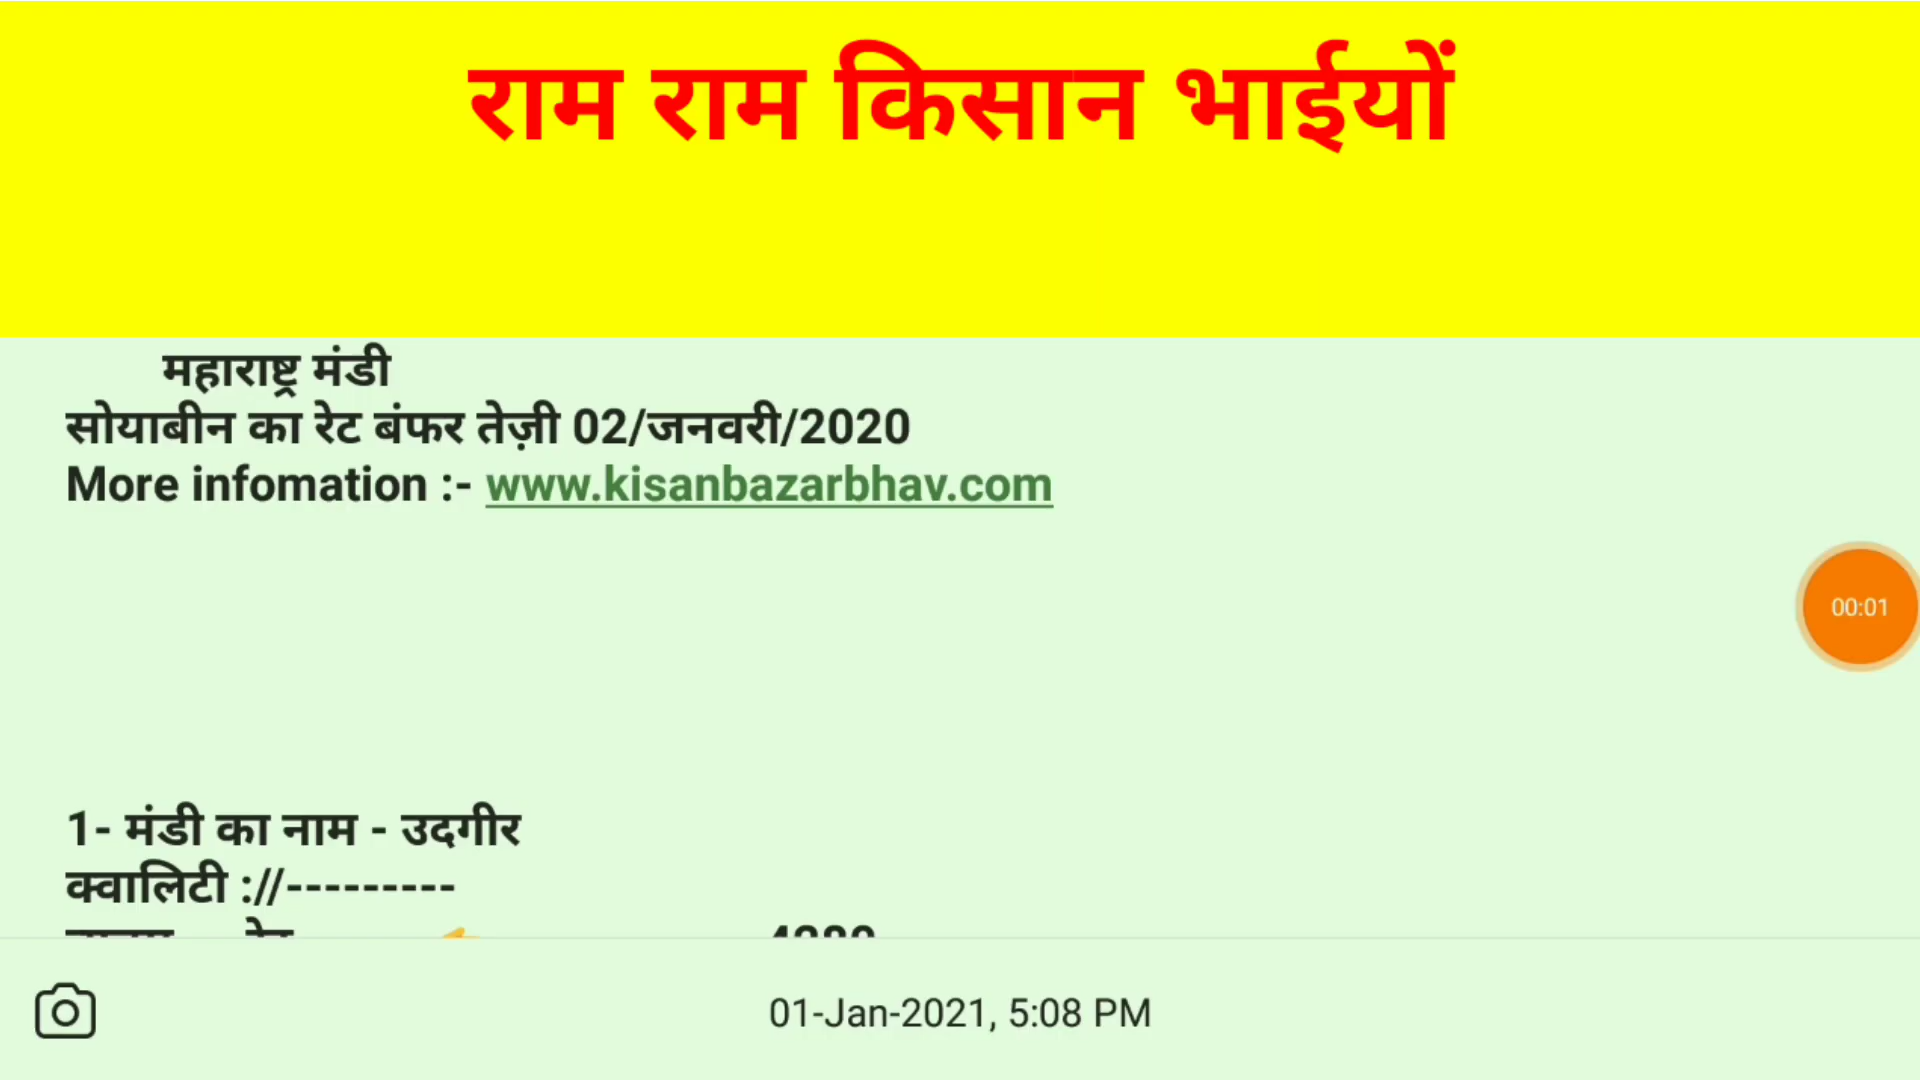 राम राम किसान भाईयों
महाराष्ट्र मंडी
सोयाबीन का रेट बंफर तेज़ी 02/जनवरी/2020
More infomation :- www.kisanbazarbhav.com
00:01
1- मंडी का नाम - उदगीर
क्वालिटी ://---------
01-Jan-2021, 5:08 PM